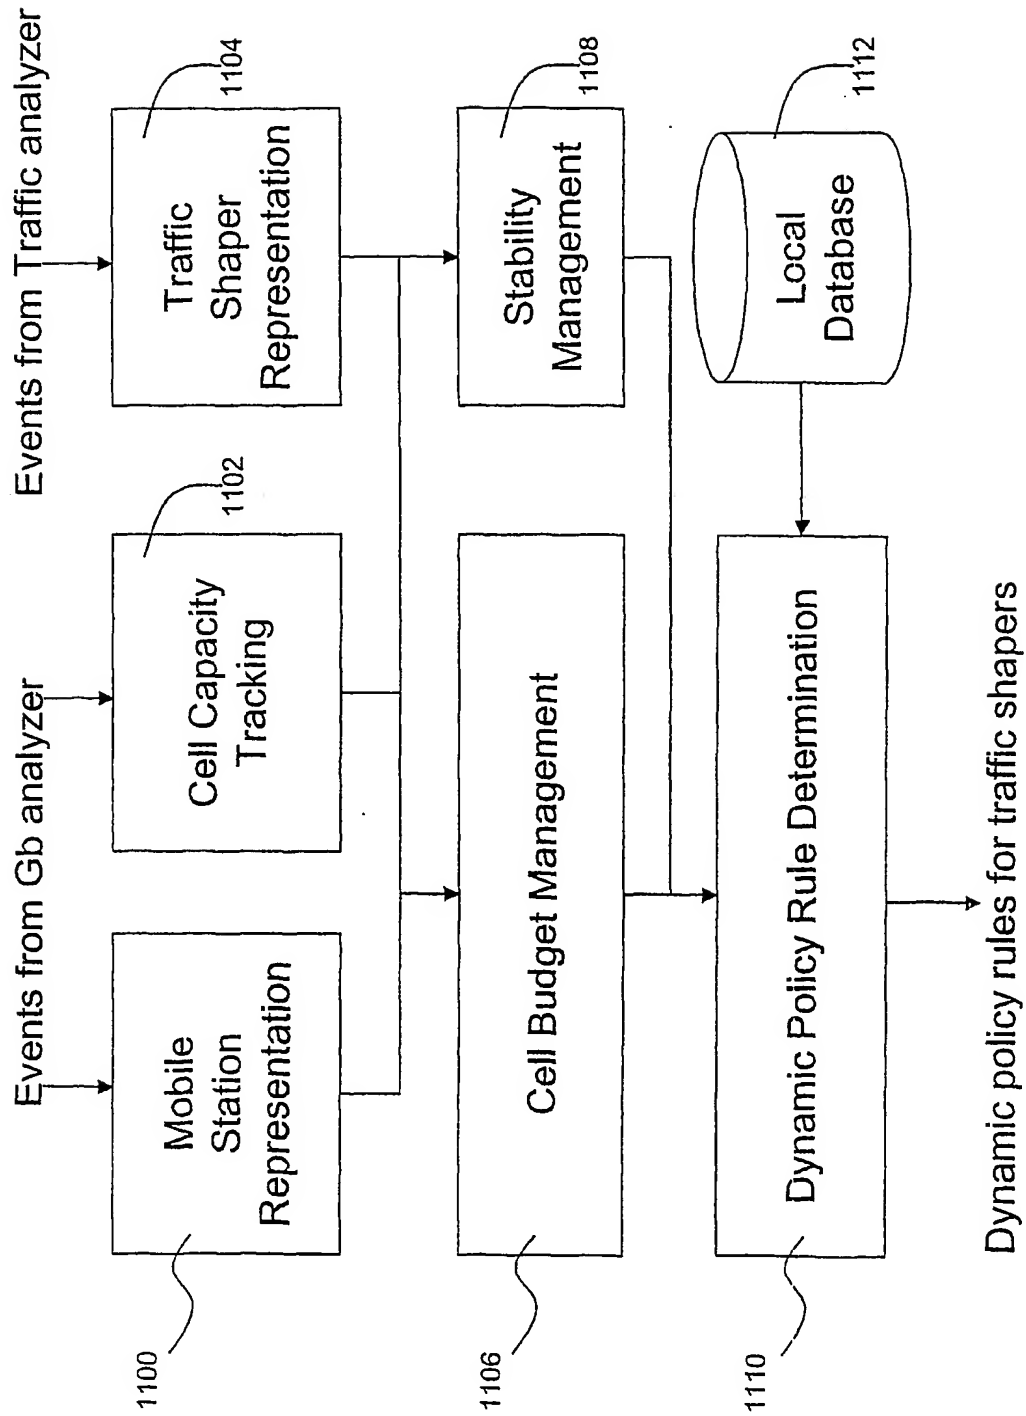 Events from Gb analyzer
Events from Traffic analyzer
1100
Mobile
Station
Representation
Cell Capacity
Tracking
1102
Traffic
Shaper
Representation
1104
1106
Cell Budget Management
Stability
Management
1108
1110
Dynamic Policy Rule Determination
Local
Database
1112
Dynamic policy rules for traffic shapers